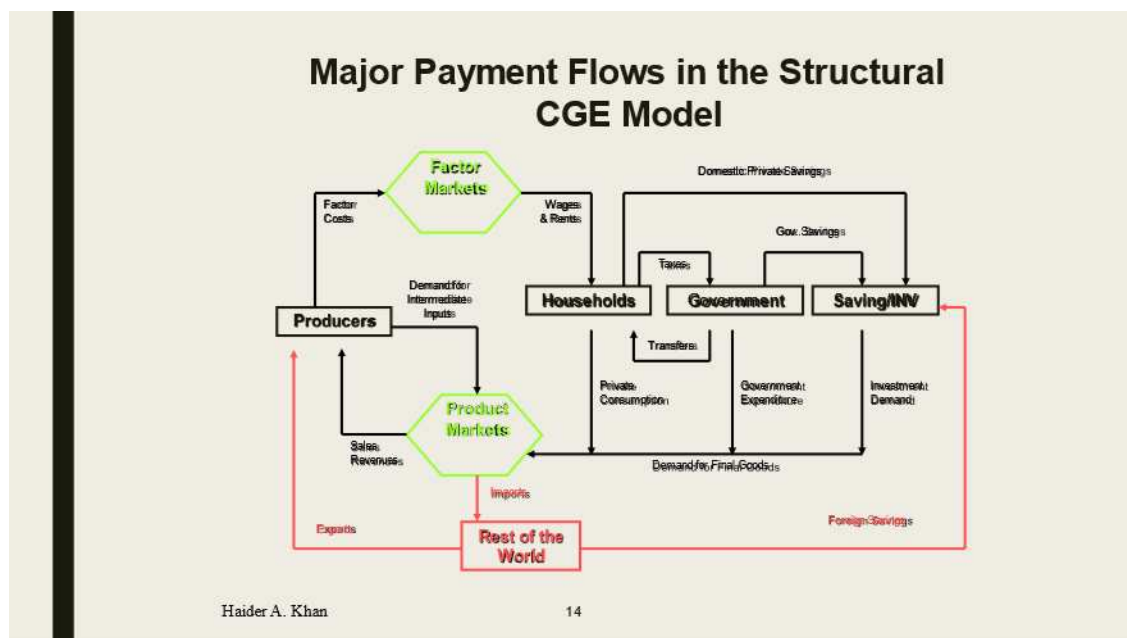 Major Payment Flows in the Structural
CGE Model
Factor
Markets
Domestic Private Savings
Factor
Costs
Wages
& Rents
Gov. Savings
Taxes
Demand for
Intermediate
Inputs
Households
Government
Saving/INV
Producers
Transfers
Private
Consumption
Government
Expenditure
Investment
Demand
Product
Markets
Sales
Revenues
Demand for Final Goods
Imports
Exports
Foreign Savings
Rest of the
World
Haider A. Khan
14